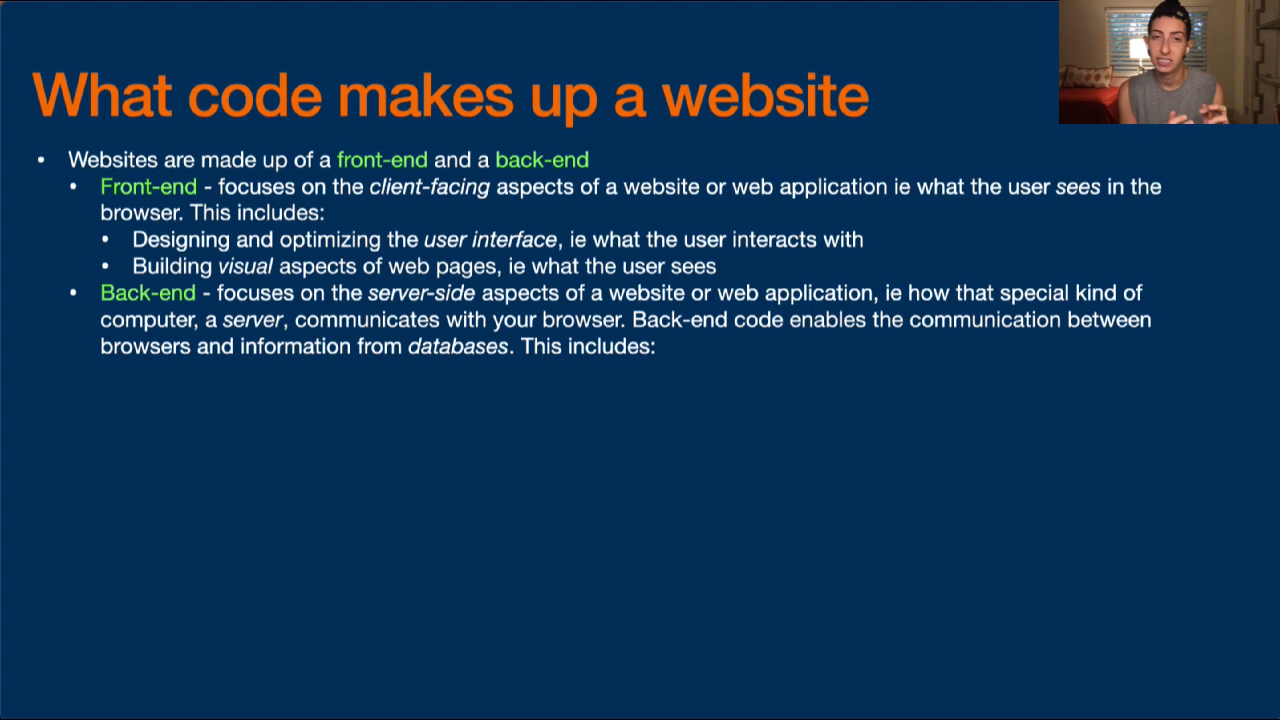 What code makes up a website
• Websites are made up of a front-end and a back-end
• Front-end - focuses on the client-facing aspects of a website or web application ie what the user sees in the
browser. This includes:
• Designing and optimizing the user interface, ie what the user interacts with
• Building visual aspects of web pages, ie what the user sees
• Back-end - focuses on the server-side aspects of a website or web application, ie how that special kind of
computer, a server, communicates with your browser. Back-end code enables the communication between
browsers and information from databases. This includes: